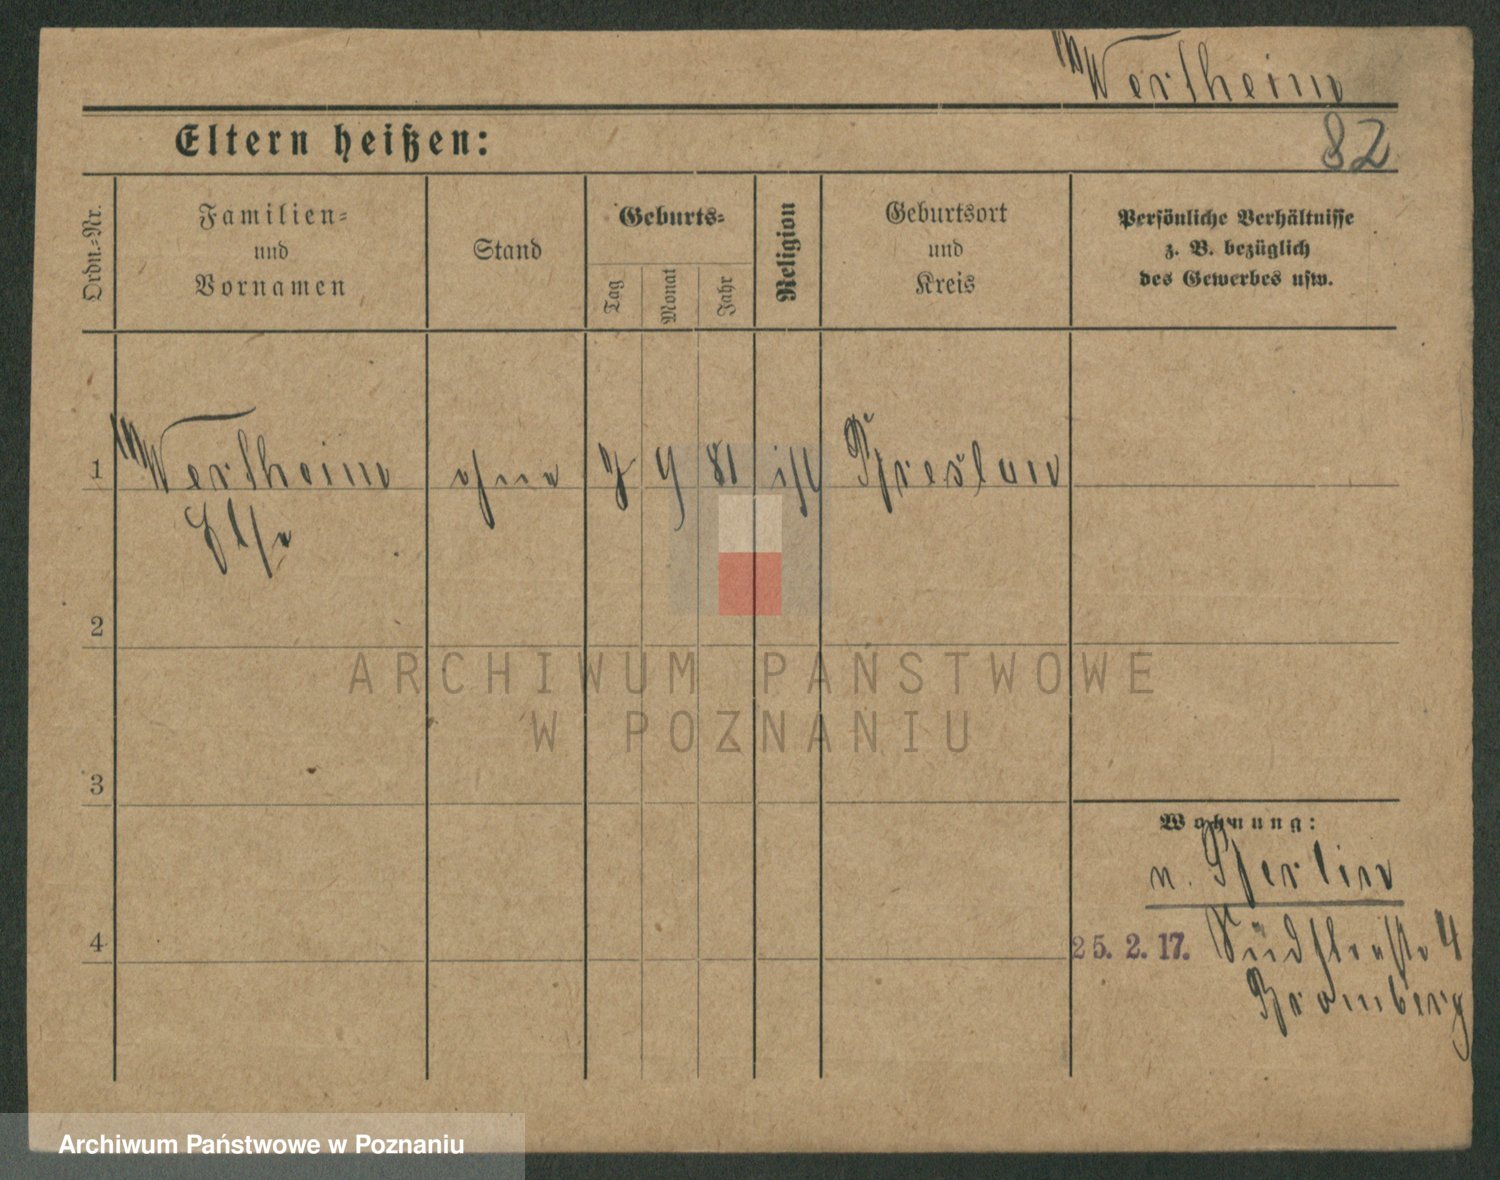 Wertheim
82
Eltern heißen:
Ordn.=Nr.
Familien=
und
Vornamen
Stand
Geburts=
Tag
Monat
Jahr
Religion
Geburtsort
und
Kreis
Persönliche Verhältnisse
z. B. bezüglich
des Gewerbes usw.
1 Wertheim ohne 9 81 isr Breslau
Else
2
ARCHIWUM PAŃSTWOWE
W POZNANIU
3
Wohnung:
n. Berlin
4
25. 2. 17. 4
Bromberg
Archiwum Państwowe w Poznaniu